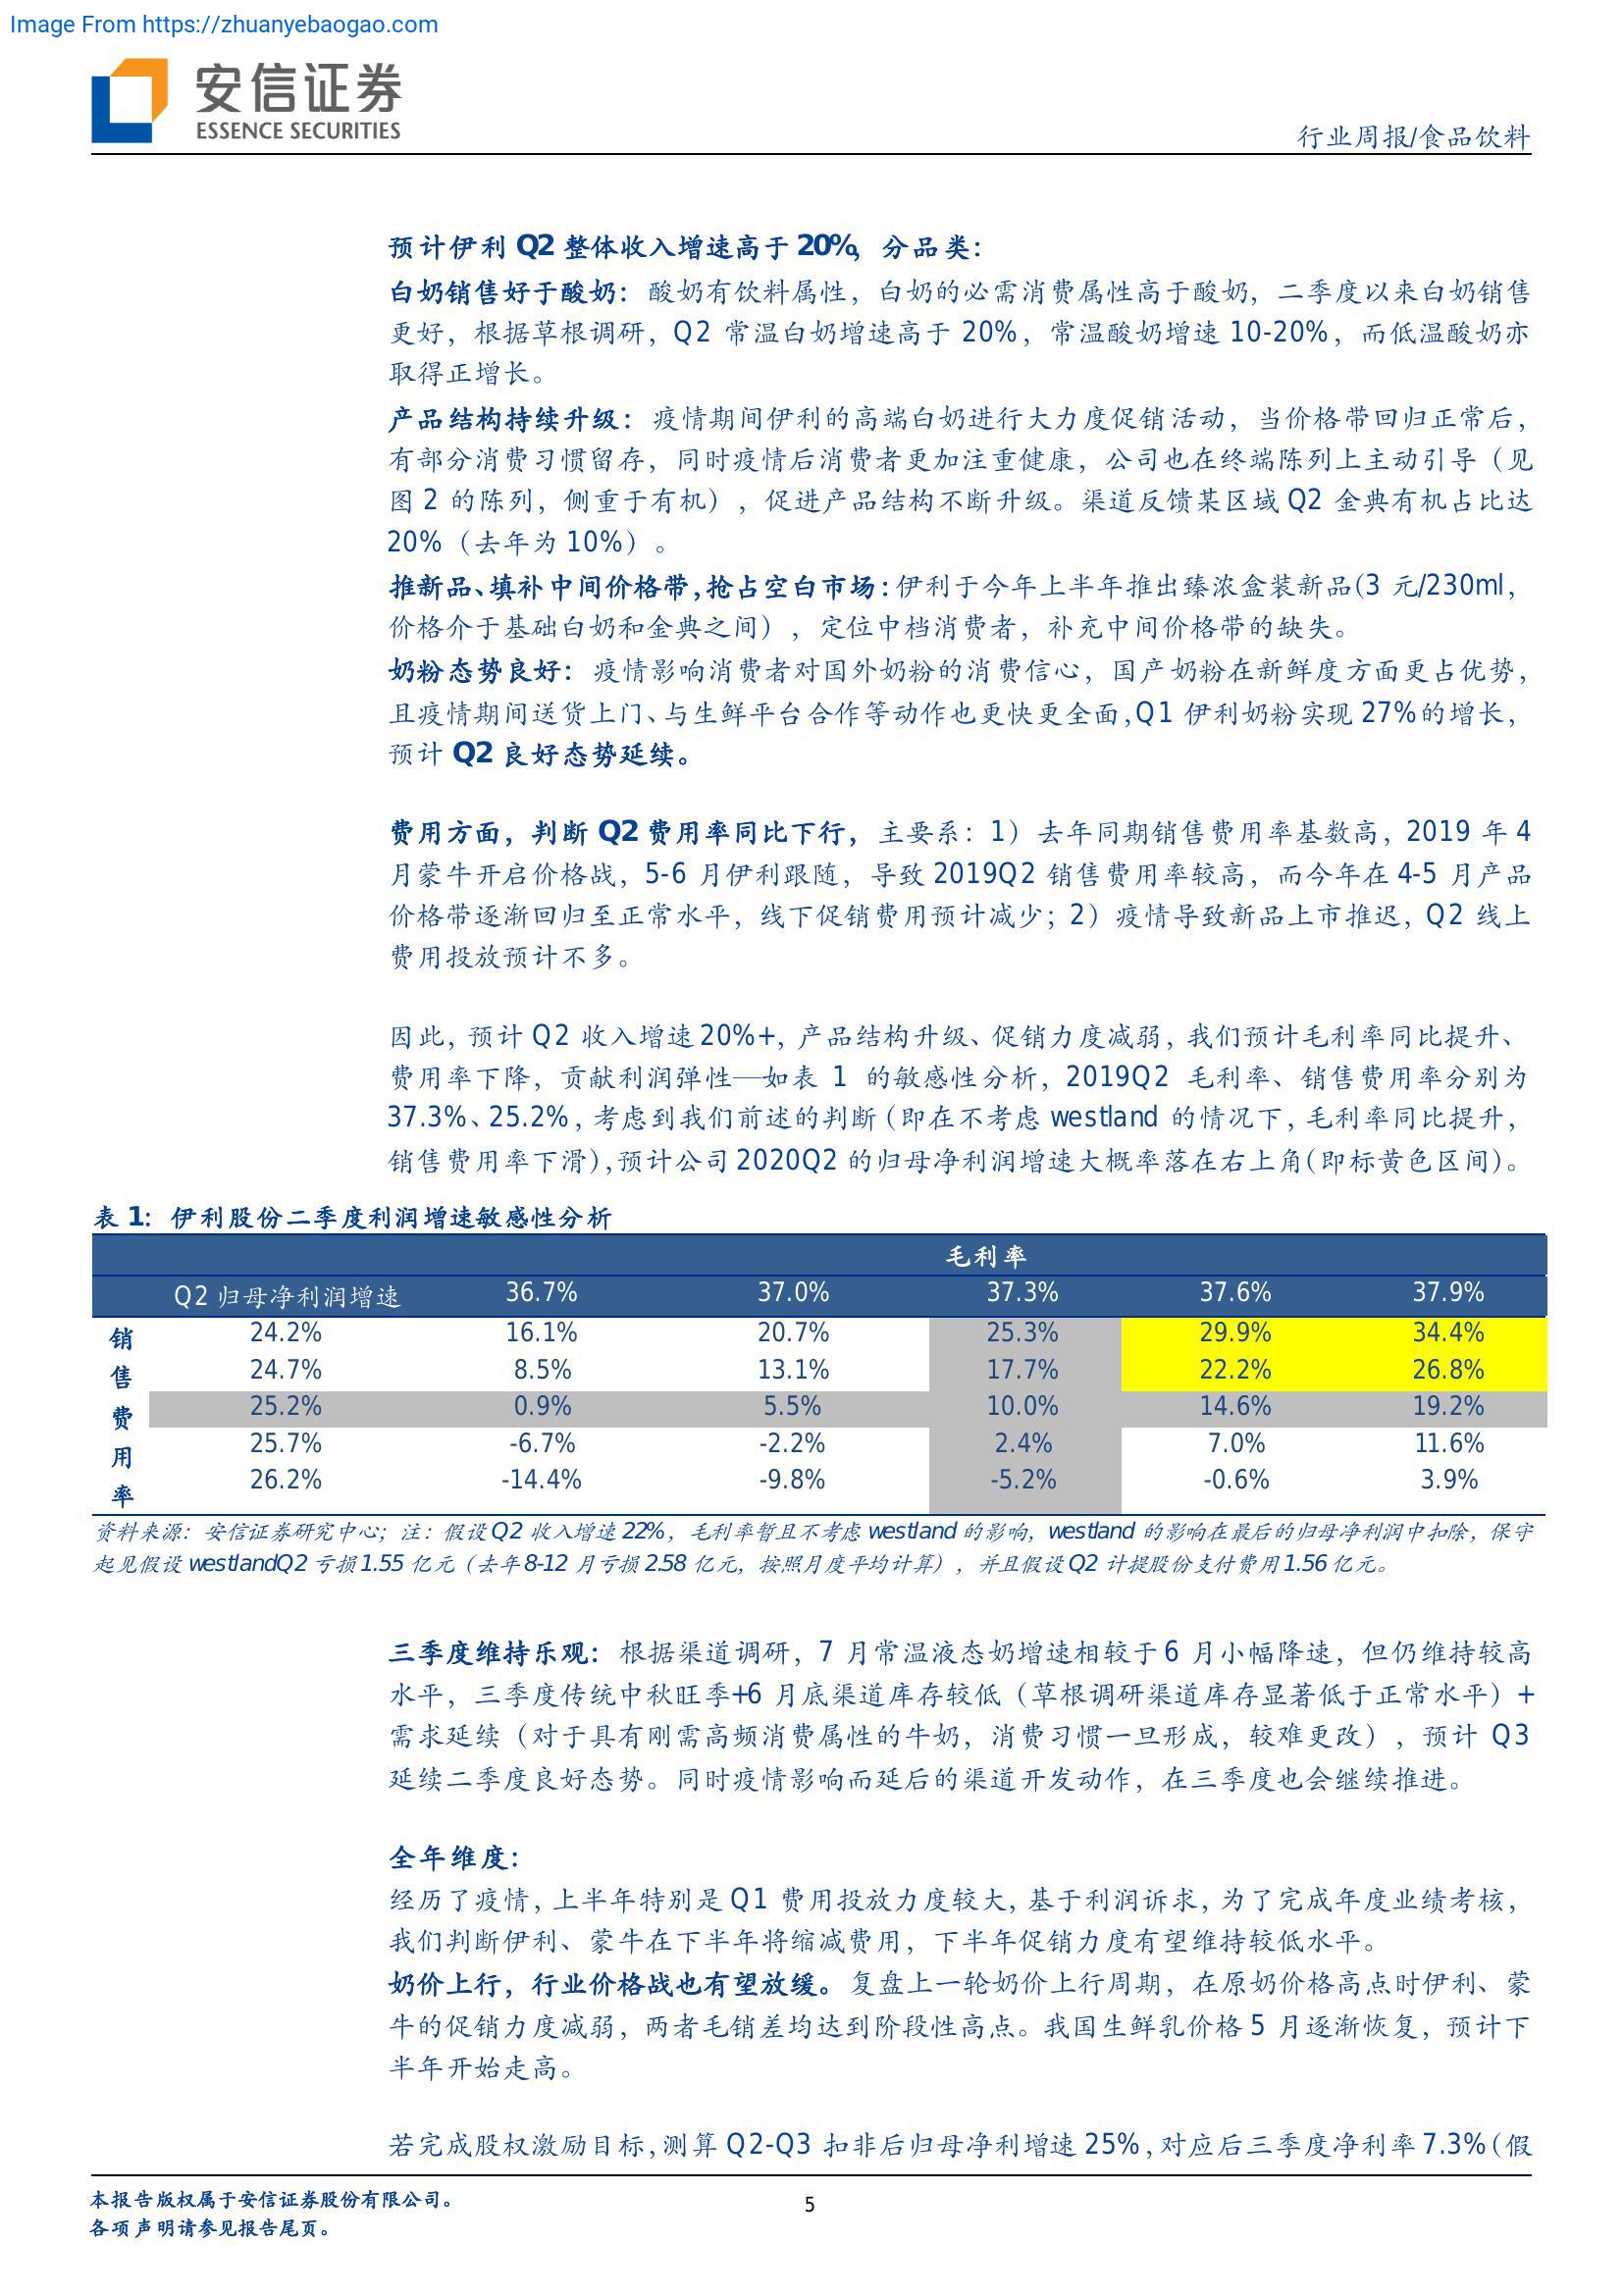 Image From https://zhuanyebaogao.com
安信证券
ESSENCE SECURITIES
行业周报/食品饮料
预计伊利 Q2 整体收入增速高于 20%，分品类：
白奶销售好于酸奶：酸奶有饮料属性，白奶的必需消费属性高于酸奶，二季度以来白奶销售
更好，根据草根调研，Q2 常温白奶增速高于 20%，常温酸奶增速 10-20%，而低温酸奶亦
取得正增长。
产品结构持续升级：疫情期间伊利的高端白奶进行大力度促销活动，当价格带回归正常后，
有部分消费习惯留存，同时疫情后消费者更加注重健康，公司也在终端陈列上主动引导（见
图 2 的陈列，侧重于有机），促进产品结构不断升级。渠道反馈某区域 Q2 金典有机占比达
20%（去年为 10%）。
推新品、填补中间价格带，抢占空白市场：伊利于今年上半年推出臻浓盒装新品(3 元/230ml，
价格介于基础白奶和金典之间），定位中档消费者，补充中间价格带的缺失。
奶粉态势良好：疫情影响消费者对国外奶粉的消费信心，国产奶粉在新鲜度方面更占优势，
且疫情期间送货上门、与生鲜平台合作等动作也更快更全面，Q1 伊利奶粉实现 27%的增长，
预计 Q2 良好态势延续。
费用方面，判断 Q2 费用率同比下行，主要系：1）去年同期销售费用率基数高，2019 年 4
月蒙牛开启价格战，5-6 月伊利跟随，导致 2019Q2 销售费用率较高，而今年在 4-5 月产品
价格带逐渐回归至正常水平，线下促销费用预计减少；2）疫情导致新品上市推迟，Q2 线上
费用投放预计不多。
因此，预计 Q2 收入增速 20%+，产品结构升级、促销力度减弱，我们预计毛利率同比提升、
费用率下降，贡献利润弹性—如表 1 的敏感性分析，2019Q2 毛利率、销售费用率分别为
37.3%、25.2%，考虑到我们前述的判断（即在不考虑 westland 的情况下，毛利率同比提升，
销售费用率下滑），预计公司 2020Q2 的归母净利润增速大概率落在右上角（即标黄色区间）。
表 1：伊利股份二季度利润增速敏感性分析
毛利率
Q2 归母净利润增速 36.7% 37.0% 37.3% 37.6% 37.9%
销 24.2% 16.1% 20.7% 25.3% 29.9% 34.4%
售 24.7% 8.5% 13.1% 17.7% 22.2% 26.8%
费 25.2% 0.9% 5.5% 10.0% 14.6% 19.2%
用 25.7% -6.7% -2.2% 2.4% 7.0% 11.6%
率 26.2% -14.4% -9.8% -5.2% -0.6% 3.9%
资料来源：安信证券研究中心；注：假设 Q2 收入增速 22%，毛利率暂且不考虑 westland 的影响，westland 的影响在最后的归母净利润中扣除，保守
起见假设 westlandQ2 亏损 1.55 亿元（去年 8-12 月亏损 2.58 亿元，按照月度平均计算），并且假设 Q2 计提股份支付费用 1.56 亿元。
三季度维持乐观：根据渠道调研，7 月常温液态奶增速相较于 6 月小幅降速，但仍维持较高
水平，三季度传统中秋旺季+6 月底渠道库存较低（草根调研渠道库存显著低于正常水平）+
需求延续（对于具有刚需高频消费属性的牛奶，消费习惯一旦形成，较难更改），预计 Q3
延续二季度良好态势。同时疫情影响而延后的渠道开发动作，在三季度也会继续推进。
全年维度：
经历了疫情，上半年特别是 Q1 费用投放力度较大，基于利润诉求，为了完成年度业绩考核，
我们判断伊利、蒙牛在下半年将缩减费用，下半年促销力度有望维持较低水平。
奶价上行，行业价格战也有望放缓。复盘上一轮奶价上行周期，在原奶价格高点时伊利、蒙
牛的促销力度减弱，两者毛销差均达到阶段性高点。我国生鲜乳价格 5 月逐渐恢复，预计下
半年开始走高。
若完成股权激励目标，测算 Q2-Q3 扣非后归母净利增速 25%，对应后三季度净利率 7.3%（假
本报告版权属于安信证券股份有限公司。
各项声明请参见报告尾页。
5